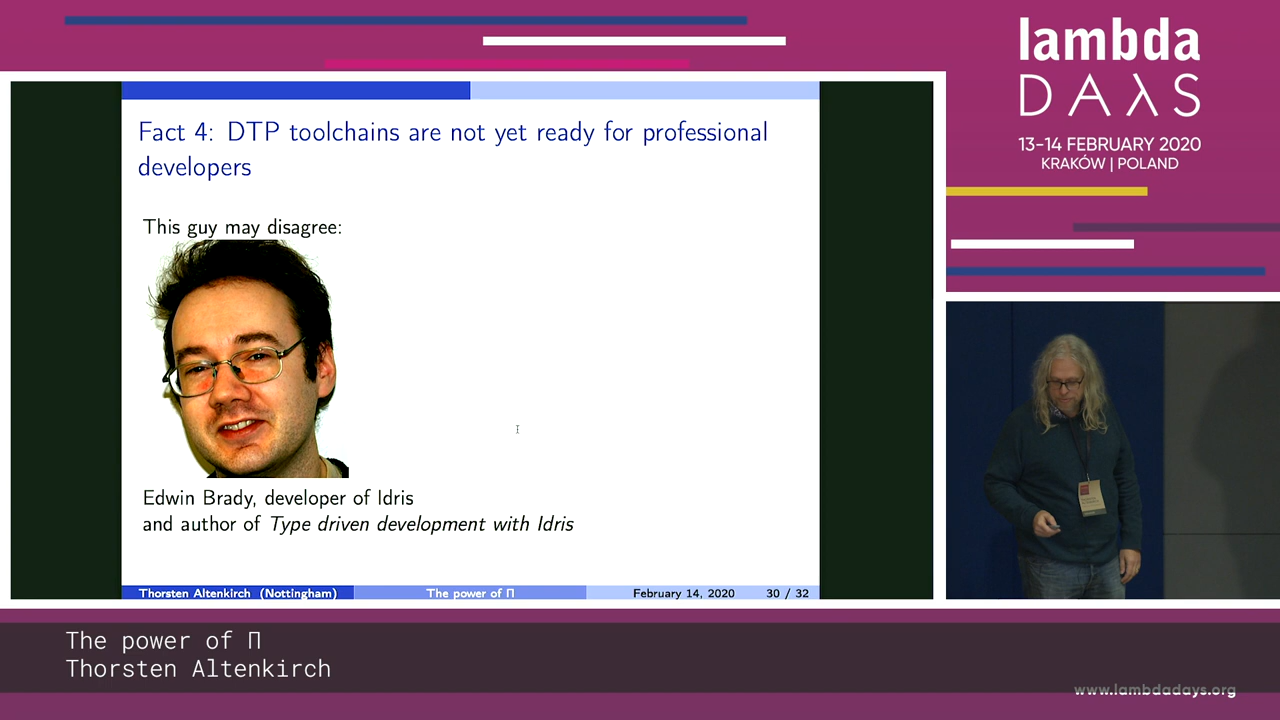 lambda
DAλS
13–14 FEBRUARY 2020
KRAKÓW | POLAND
Fact 4: DTP toolchains are not yet ready for professional
developers
This guy may disagree:
Edwin Brady, developer of Idris
and author of Type driven development with Idris
Thorsten Altenkirch (Nottingham) The power of Π February 14, 2020 30 / 32
The power of Π
Thorsten Altenkirch
www.lambdadays.org